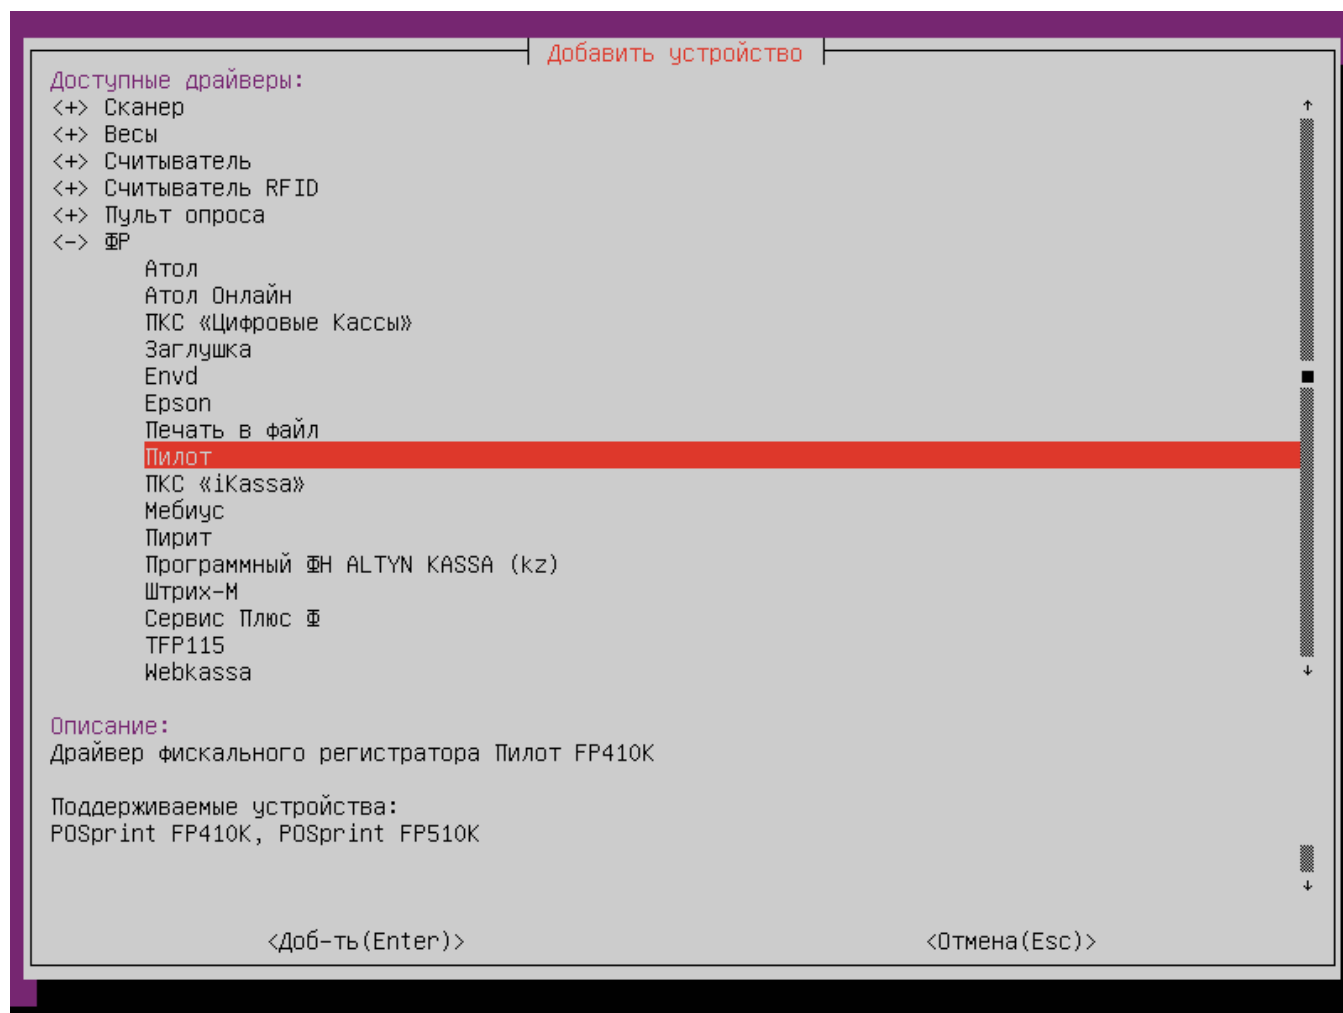 Добавить устройство
Доступные драйверы:
<+> Сканер
<+> Весы
<+> Считыватель
<+> Считыватель RFID
<+> Пульт опроса
<-> ФР
Атол
Атол Онлайн
ПКС «Цифровые Кассы»
Заглушка
Envd
Epson
Печать в файл
Пилот
ПКС «iKassa»
Мебиус
Пирит
Программный ФН ALTYN KASSA (kz)
Штрих-М
Сервис Плюс Ф
TFP115
Webkassa
Описание:
Драйвер фискального регистратора Пилот FP410K
Поддерживаемые устройства:
POSprint FP410K, POSprint FP510K
<Доб-ть(Enter)> <Отмена(Esc)>